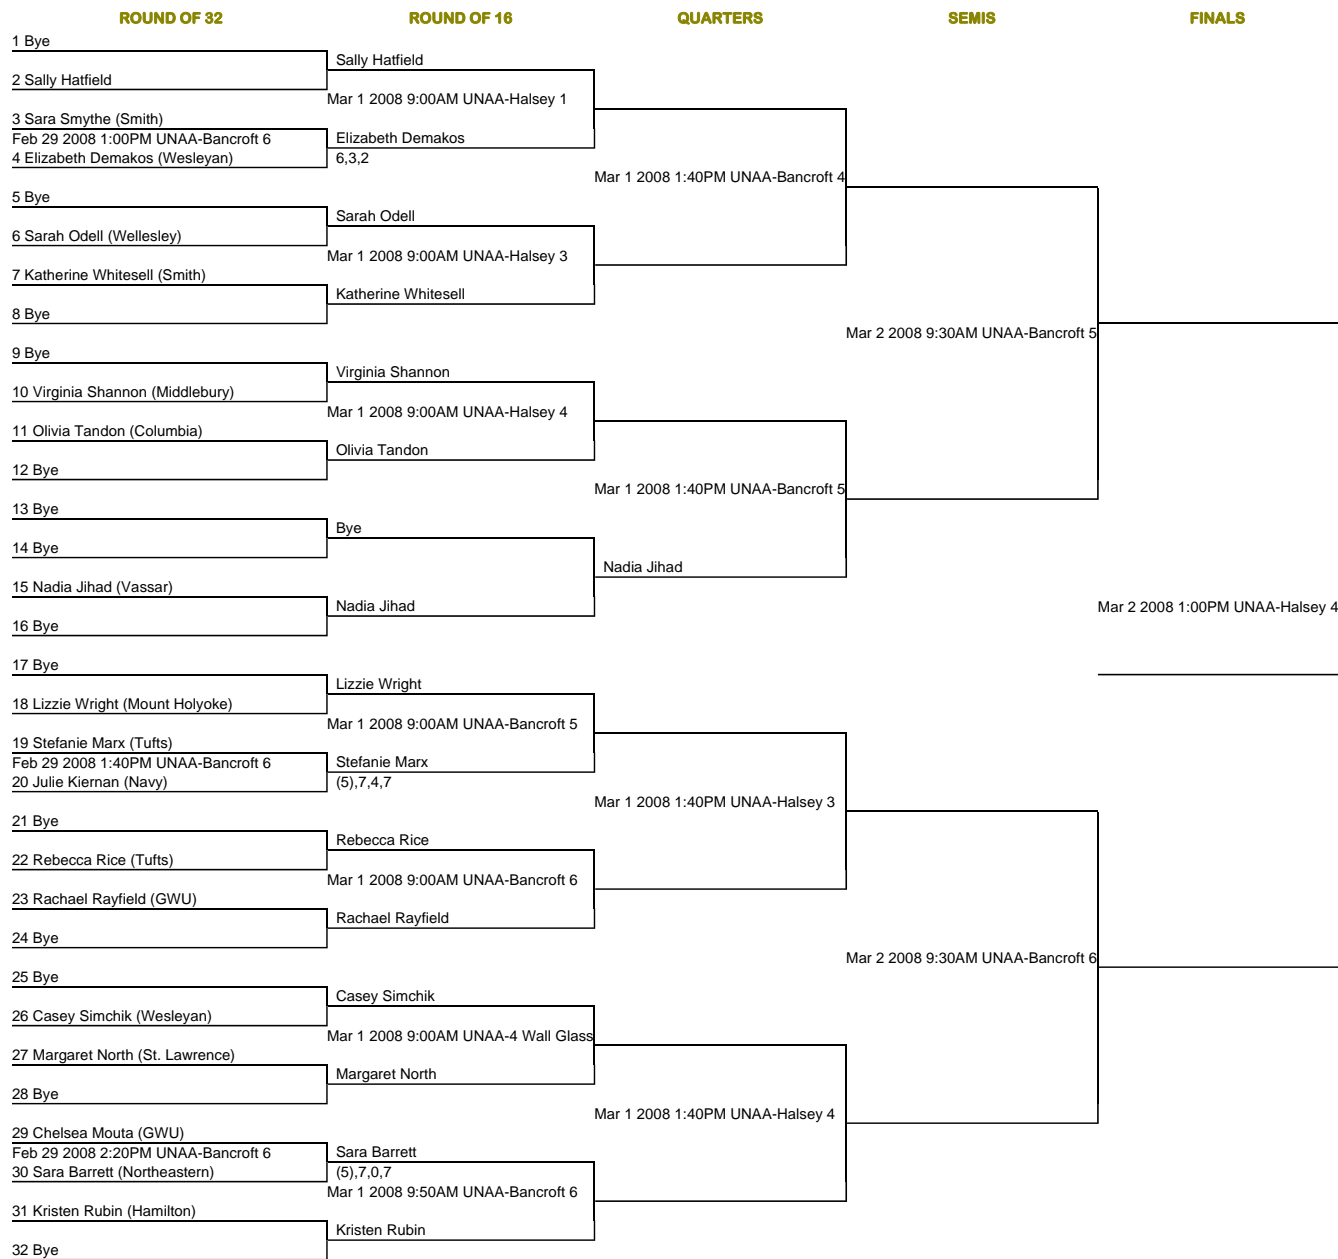 ROUND OF 32
ROUND OF 16
QUARTERS
SEMIS
FINALS
1 Bye
2 Sally Hatfield
3 Sara Smythe (Smith)
Feb 29 2008 1:00PM UNAA-Bancroft 6
4 Elizabeth Demakos (Wesleyan)
5 Bye
6 Sarah Odell (Wellesley)
7 Katherine Whitesell (Smith)
8 Bye
9 Bye
10 Virginia Shannon (Middlebury)
11 Olivia Tandon (Columbia)
12 Bye
13 Bye
14 Bye
15 Nadia Jihad (Vassar)
16 Bye
17 Bye
18 Lizzie Wright (Mount Holyoke)
19 Stefanie Marx (Tufts)
Feb 29 2008 1:40PM UNAA-Bancroft 6
20 Julie Kiernan (Navy)
21 Bye
22 Rebecca Rice (Tufts)
23 Rachael Rayfield (GWU)
24 Bye
25 Bye
26 Casey Simchik (Wesleyan)
27 Margaret North (St. Lawrence)
28 Bye
29 Chelsea Mouta (GWU)
Feb 29 2008 2:20PM UNAA-Bancroft 6
30 Sara Barrett (Northeastern)
31 Kristen Rubin (Hamilton)
32 Bye
Sally Hatfield
Mar 1 2008 9:00AM UNAA-Halsey 1
Elizabeth Demakos
6,3,2
Sarah Odell
Mar 1 2008 9:00AM UNAA-Halsey 3
Katherine Whitesell
Virginia Shannon
Mar 1 2008 9:00AM UNAA-Halsey 4
Olivia Tandon
Bye
Nadia Jihad
Lizzie Wright
Mar 1 2008 9:00AM UNAA-Bancroft 5
Stefanie Marx
(5),7,4,7
Rebecca Rice
Mar 1 2008 9:00AM UNAA-Bancroft 6
Rachael Rayfield
Casey Simchik
Mar 1 2008 9:00AM UNAA-4 Wall Glass
Margaret North
Sara Barrett
(5),7,0,7
Mar 1 2008 9:50AM UNAA-Bancroft 6
Kristen Rubin
Mar 1 2008 1:40PM UNAA-Bancroft 4
Mar 1 2008 1:40PM UNAA-Bancroft 5
Nadia Jihad
Mar 1 2008 1:40PM UNAA-Halsey 3
Mar 1 2008 1:40PM UNAA-Halsey 4
Mar 2 2008 9:30AM UNAA-Bancroft 5
Mar 2 2008 9:30AM UNAA-Bancroft 6
Mar 2 2008 1:00PM UNAA-Halsey 4